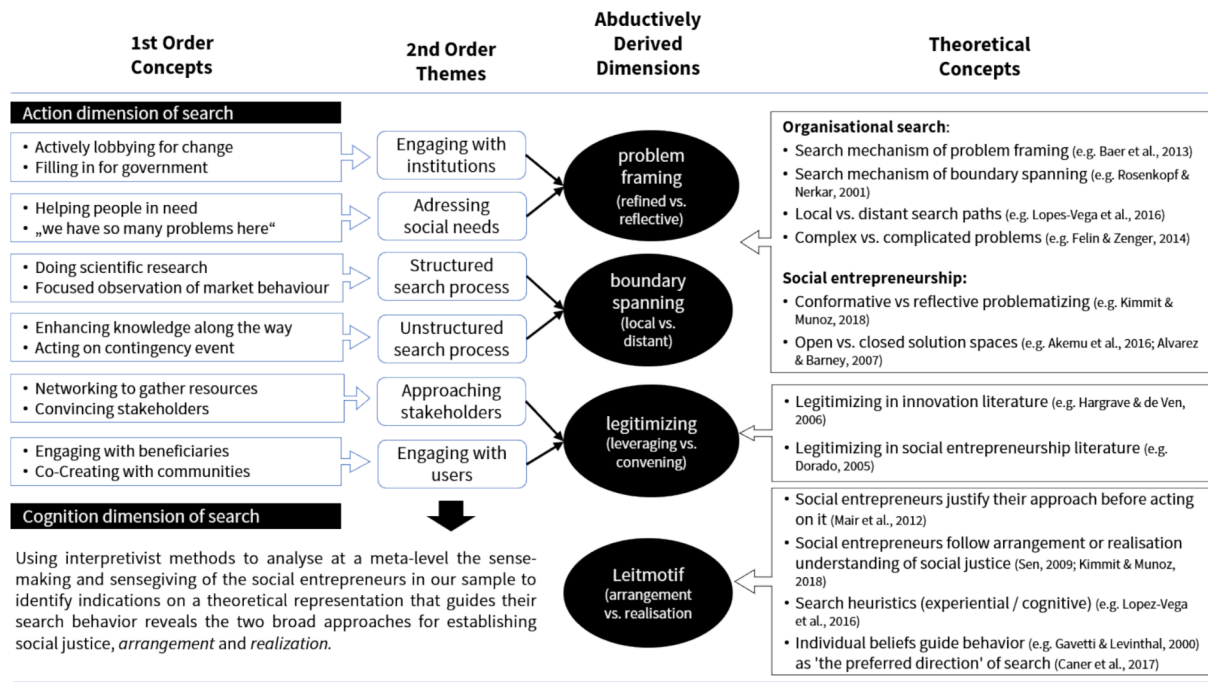 1st Order
Concepts
2nd Order
Themes
Abductively
Derived
Dimensions
Theoretical
Concepts
Action dimension of search
• Actively lobbying for change
• Filling in for government
• Helping people in need
• „we have so many problems here“
• Doing scientific research
• Focused observation of market behaviour
• Enhancing knowledge along the way
• Acting on contingency event
• Networking to gather resources
• Convincing stakeholders
• Engaging with beneficiaries
• Co-Creating with communities
Engaging with
institutions
Adressing
social needs
Structured
search process
Unstructured
search process
Approaching
stakeholders
Engaging with
users
problem
framing
(refined vs.
reflective)
boundary
spanning
(local vs.
distant)
legitimizing
(leveraging vs.
convening)
Organisational search:
• Search mechanism of problem framing (e.g. Baer et al., 2013)
• Search mechanism of boundary spanning (e.g. Rosenkopf &
Nerkar, 2001)
• Local vs. distant search paths (e.g. Lopes-Vega et al., 2016)
• Complex vs. complicated problems (e.g. Felin & Zenger, 2014)
Social entrepreneurship:
• Conformative vs reflective problematizing (e.g. Kimmit &
Munoz, 2018)
• Open vs. closed solution spaces (e.g. Akemu et al., 2016; Alvarez
& Barney, 2007)
• Legitimizing in innovation literature (e.g. Hargrave & de Ven,
2006)
• Legitimizing in social entrepreneurship literature (e.g.
Dorado, 2005)
Cognition dimension of search
Using interpretivist methods to analyse at a meta-level the sense-
making and sensegiving of the social entrepreneurs in our sample to
identify indications on a theoretical representation that guides their
search behavior reveals the two broad approaches for establishing
social justice, arrangement and realization.
Leitmotif
(arrangement
vs. realisation
• Social entrepreneurs justify their approach before acting
on it (Mair et al., 2012)
• Social entrepreneurs follow arrangement or realisation
understanding of social justice (Sen, 2009; Kimmit & Munoz,
2018)
• Search heuristics (experiential / cognitive) (e.g. Lopez-Vega
et al., 2016)
• Individual beliefs guide behavior (e.g. Gavetti & Levinthal, 2000)
as 'the preferred direction' of search (Caner et al., 2017)